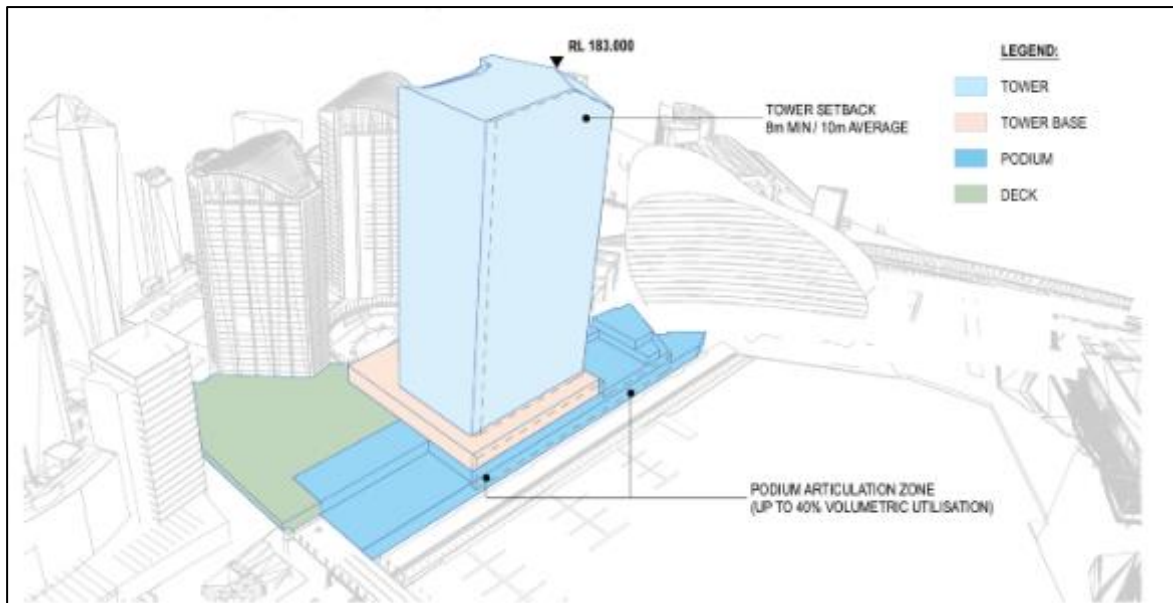 RL 183.000
LEGEND:
TOWER
TOWER BASE
PODIUM
DECK
TOWER SETBACK
8m MIN / 10m AVERAGE
PODIUM ARTICULATION ZONE
(UP TO 40% VOLUMETRIC UTILISATION)